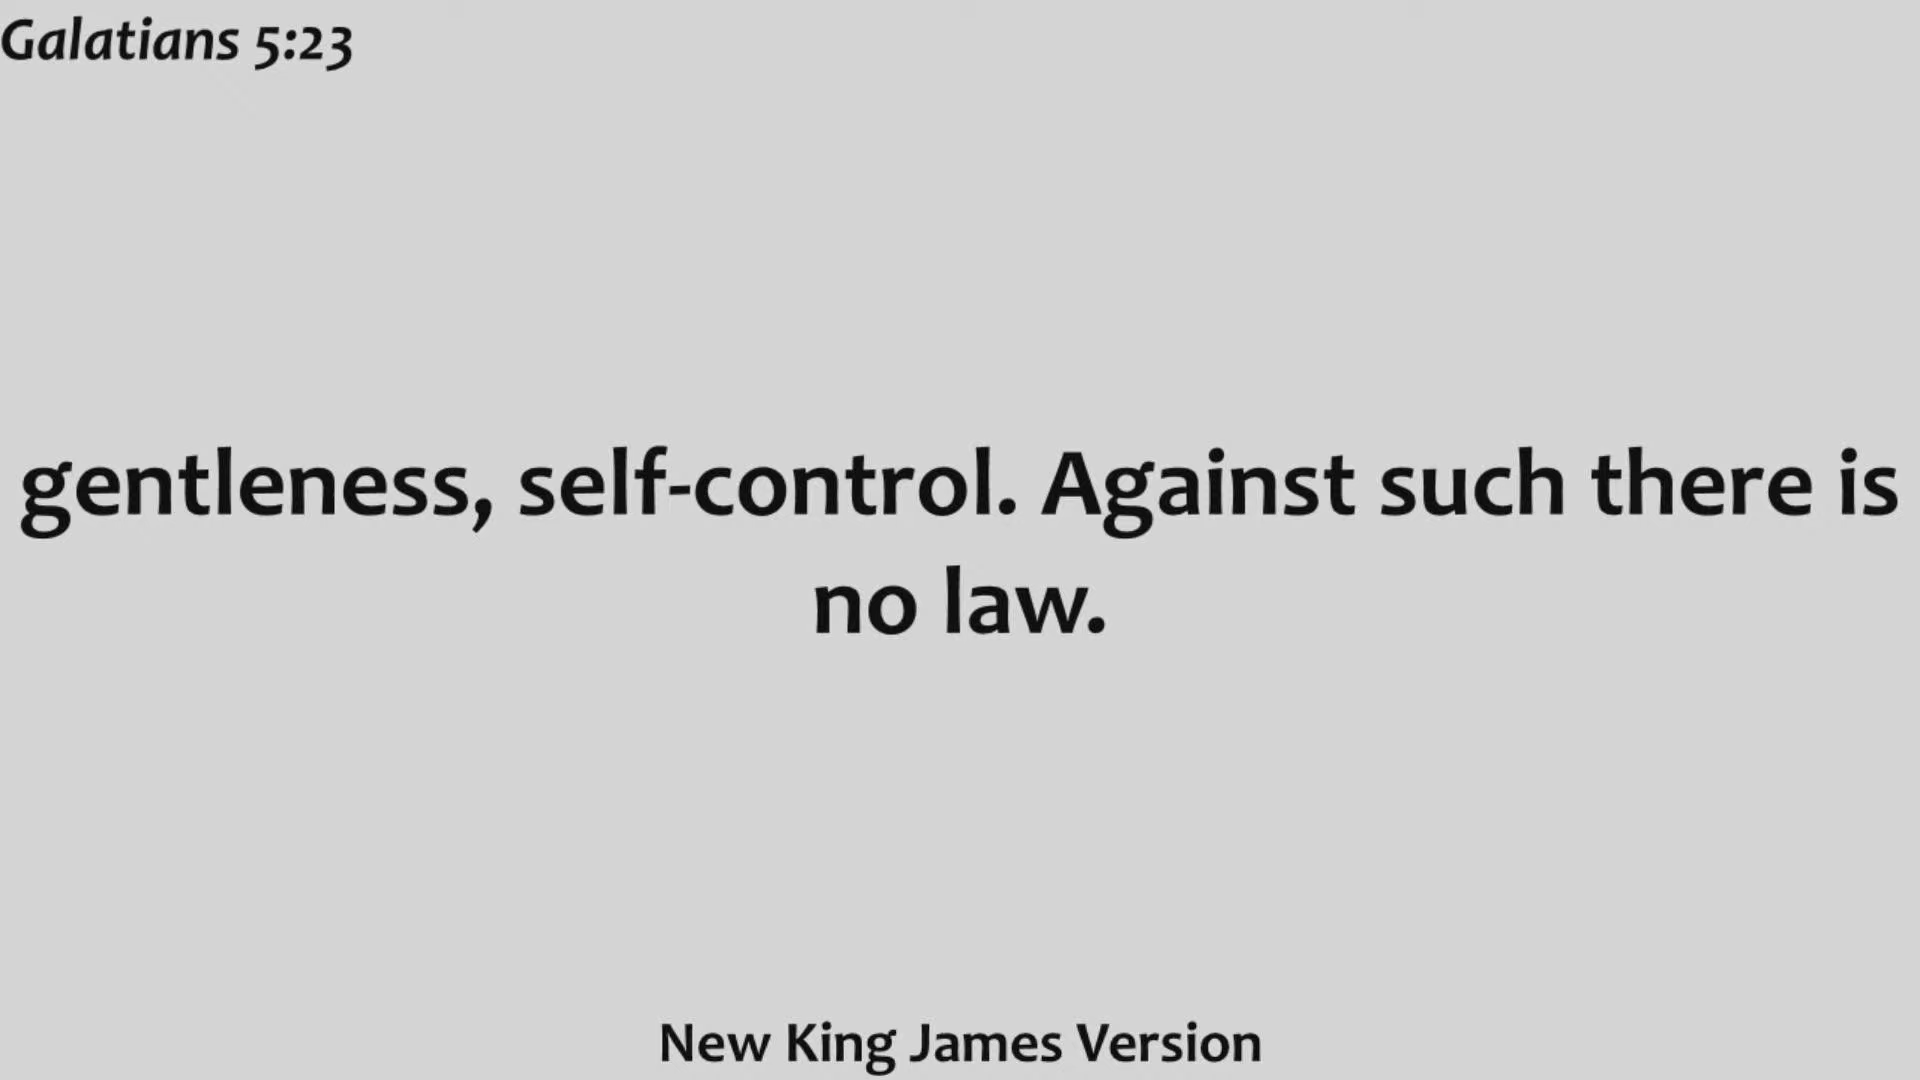 Galatians 5:23
gentleness, self-control. Against such there is
no law.
New King James Version